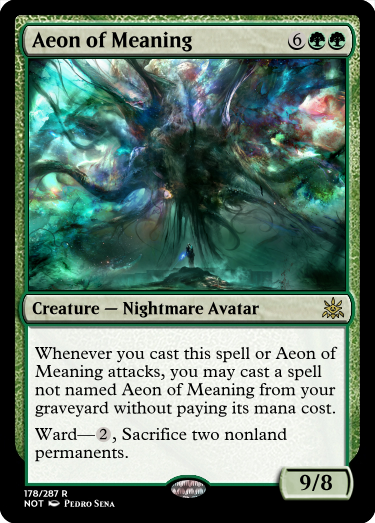 Aeon of Meaning 6
Creature — Nightmare Avatar
Whenever you cast this spell or Aeon of
Meaning attacks, you may cast a spell
not named Aeon of Meaning from your
graveyard without paying its mana cost.
Ward—2, Sacrifice two nonland
permanents.
9/8
178/287 R
NOT Pedro Sena